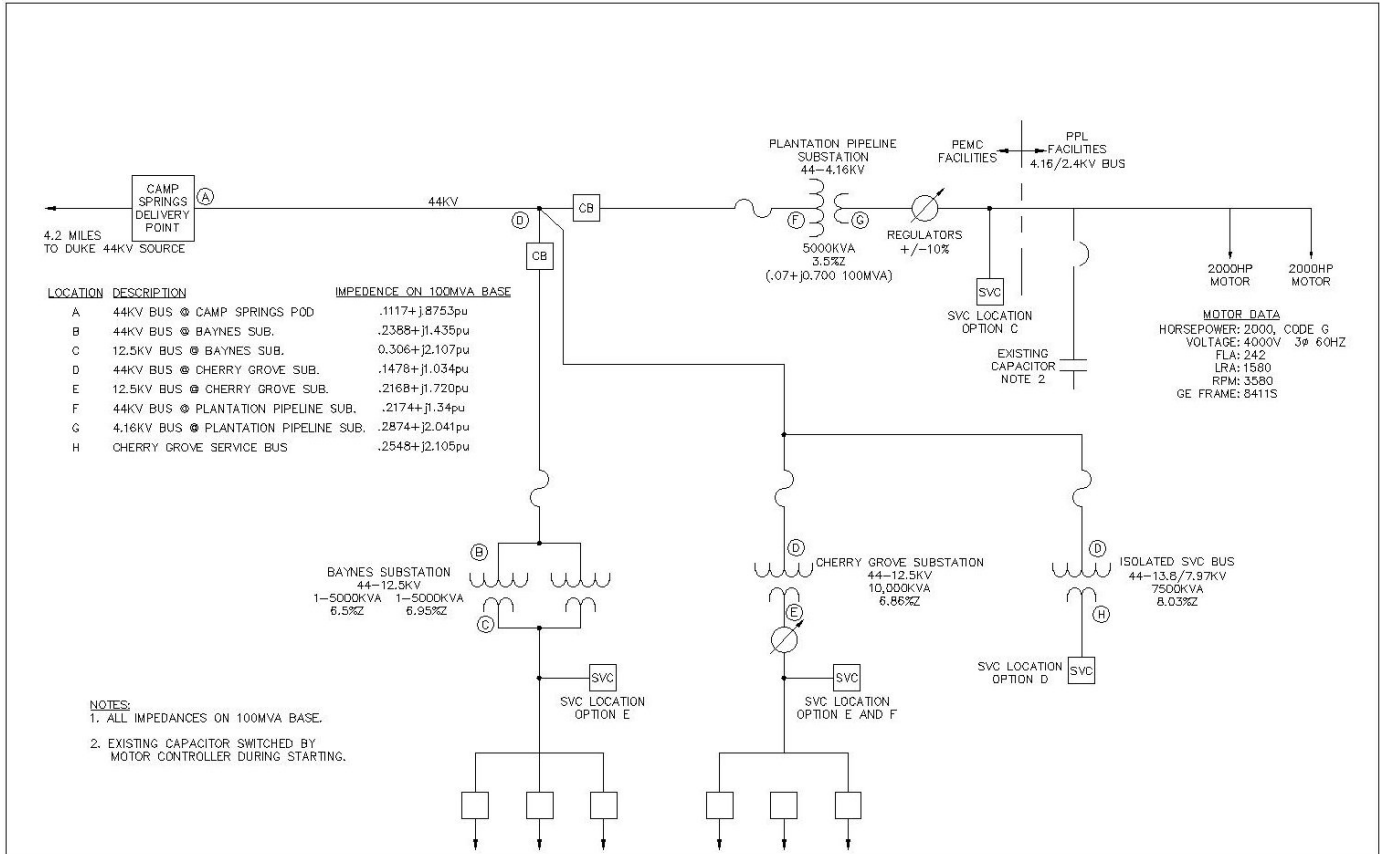 PLANTATION PIPELINE
SUBSTATION
44-4.16KV
PEMC
FACILITIES
PPL
FACILITIES
4.16/2.4KV BUS
CAMP
SPRINGS
DELIVERY
POINT
A
44KV
D
CB
F
G
REGULATORS
+/-10%
4.2 MILES
TO DUKE 44KV SOURCE
CB
5000KVA
3.5%Z
(.07+j0.700 100MVA)
2000HP
MOTOR
2000HP
MOTOR
SVC
SVC LOCATION
OPTION C
LOCATION DESCRIPTION IMPEDENCE ON 100MVA BASE
A 44KV BUS @ CAMP SPRINGS POD .1117+j.8753pu
B 44KV BUS @ BAYNES SUB. .2388+j1.435pu
C 12.5KV BUS @ BAYNES SUB. 0.306+j2.107pu
D 44KV BUS @ CHERRY GROVE SUB. .1478+j1.034pu
E 12.5KV BUS @ CHERRY GROVE SUB. .2168+j1.720pu
F 44KV BUS @ PLANTATION PIPELINE SUB. .2174+j1.34pu
G 4.16KV BUS @ PLANTATION PIPELINE SUB. .2874+j2.041pu
H CHERRY GROVE SERVICE BUS .2548+j2.105pu
MOTOR DATA
HORSEPOWER: 2000, CODE G
VOLTAGE: 4000V 3ø 60HZ
FLA: 242
LRA: 1580
RPM: 3580
GE FRAME: 8411S
EXISTING
CAPACITOR
NOTE 2
B
BAYNES SUBSTATION
44-12.5KV
1-5000KVA 1-5000KVA
6.5%Z 6.95%Z
C
D
CHERRY GROVE SUBSTATION
44-12.5KV
10,000KVA
6.86%Z
E
D
ISOLATED SVC BUS
44-13.8/7.97KV
7500KVA
8.03%Z
H
SVC
SVC LOCATION
OPTION E
SVC
SVC LOCATION
OPTION E AND F
SVC LOCATION
OPTION D
SVC
NOTES:
1. ALL IMPEDANCES ON 100MVA BASE.
2. EXISTING CAPACITOR SWITCHED BY
MOTOR CONTROLLER DURING STARTING.